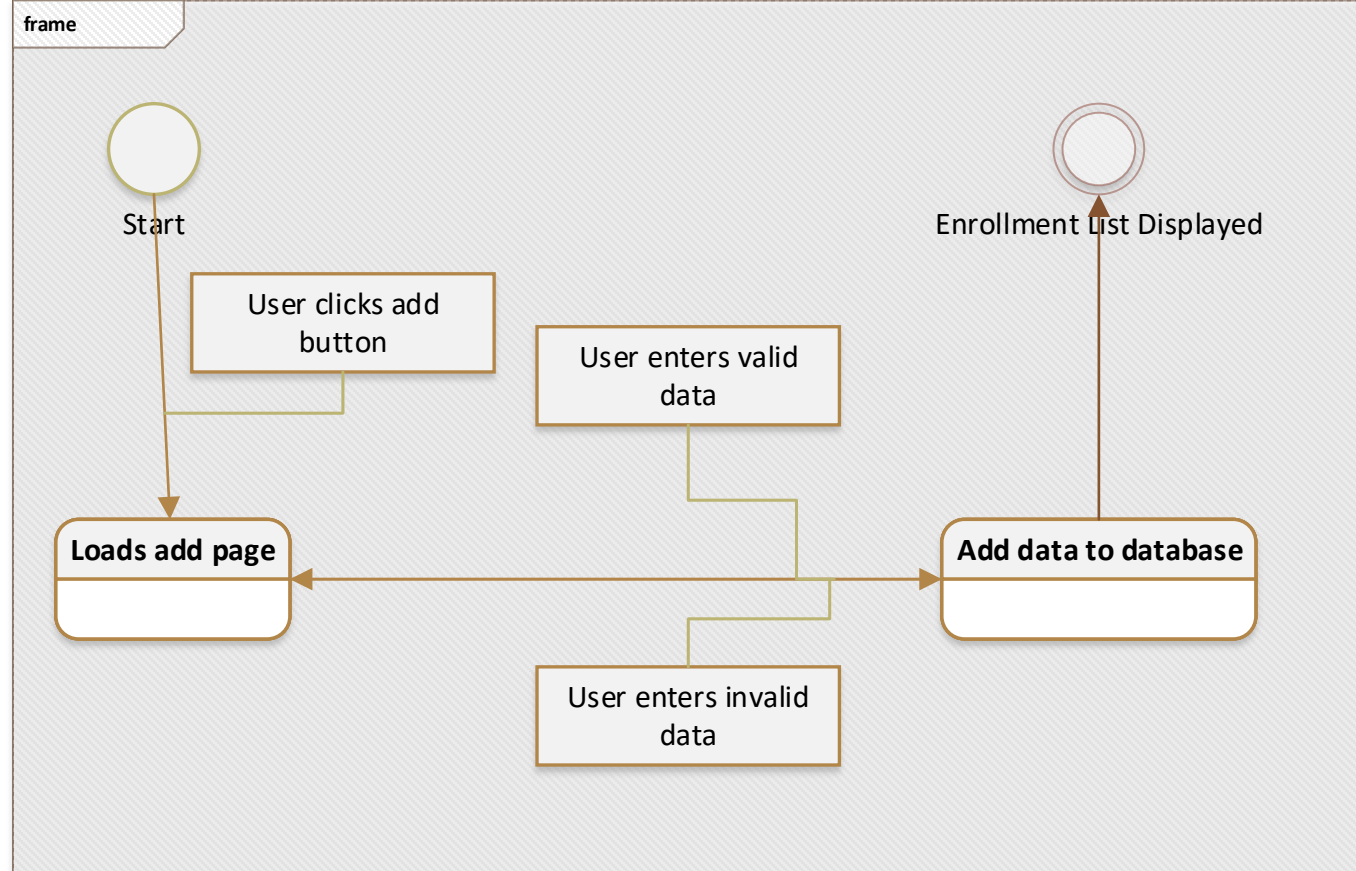 frame
Start
Enrollment List Displayed
User clicks add
button
User enters valid
data
Loads add page
Add data to database
User enters invalid
data